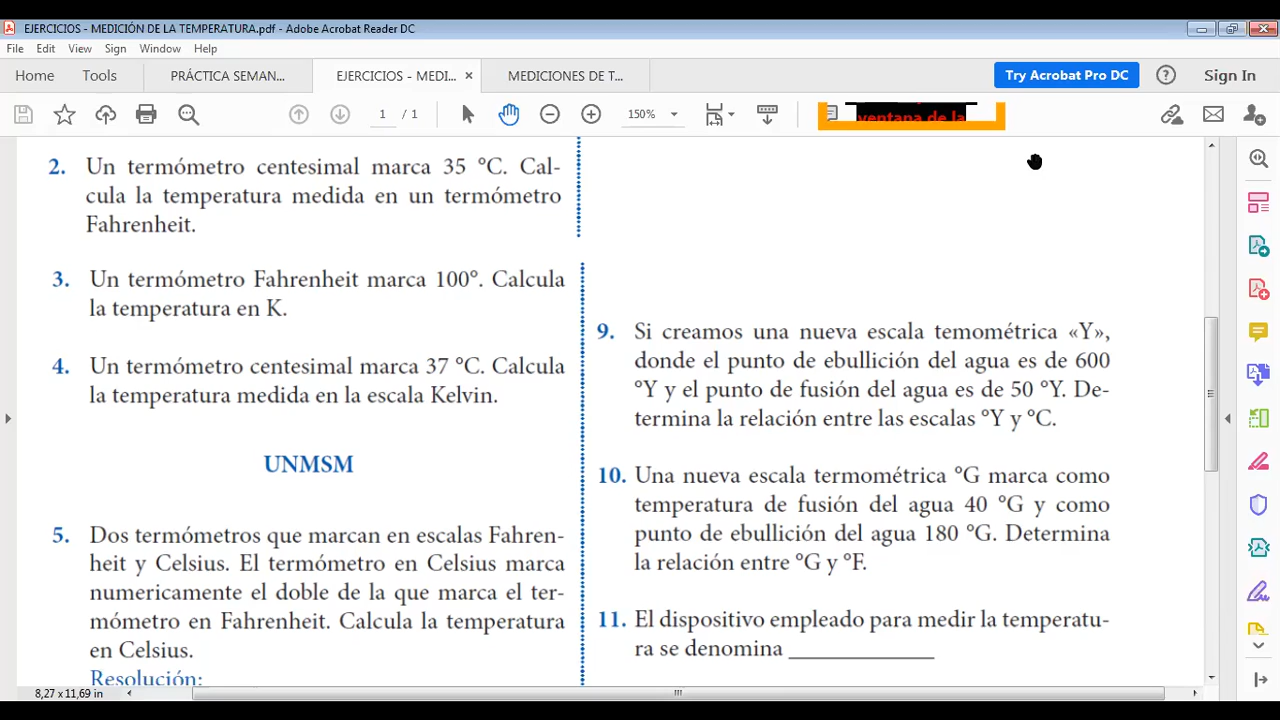 EJERCICIOS - MEDICIÓN DE LA TEMPERATURA.pdf - Adobe Acrobat Reader DC
File Edit View Sign Window Help
Home Tools PRÁCTICA SEMAN... EJERCICIOS - MEDI... × MEDICIONES DE T... Try Acrobat Pro DC Sign In
1 / 1 150% ventana de la
2. Un termómetro centesimal marca 35 °C. Cal-
cula la temperatura medida en un termómetro
Fahrenheit.
3. Un termómetro Fahrenheit marca 100°. Calcula
la temperatura en K.
4. Un termómetro centesimal marca 37 °C. Calcula
la temperatura medida en la escala Kelvin.
UNMSM
5. Dos termómetros que marcan en escalas Fahren-
heit y Celsius. El termómetro en Celsius marca
numericamente el doble de la que marca el ter-
mómetro en Fahrenheit. Calcula la temperatura
en Celsius.
Resolución:
9. Si creamos una nueva escala temométrica «Y»,
donde el punto de ebullición del agua es de 600
°Y y el punto de fusión del agua es de 50 °Y. De-
termina la relación entre las escalas °Y y °C.
10. Una nueva escala termométrica °G marca como
temperatura de fusión del agua 40 °G y como
punto de ebullición del agua 180 °G. Determina
la relación entre °G y °F.
11. El dispositivo empleado para medir la temperatu-
ra se denomina ______________
8,27 x 11,69 in